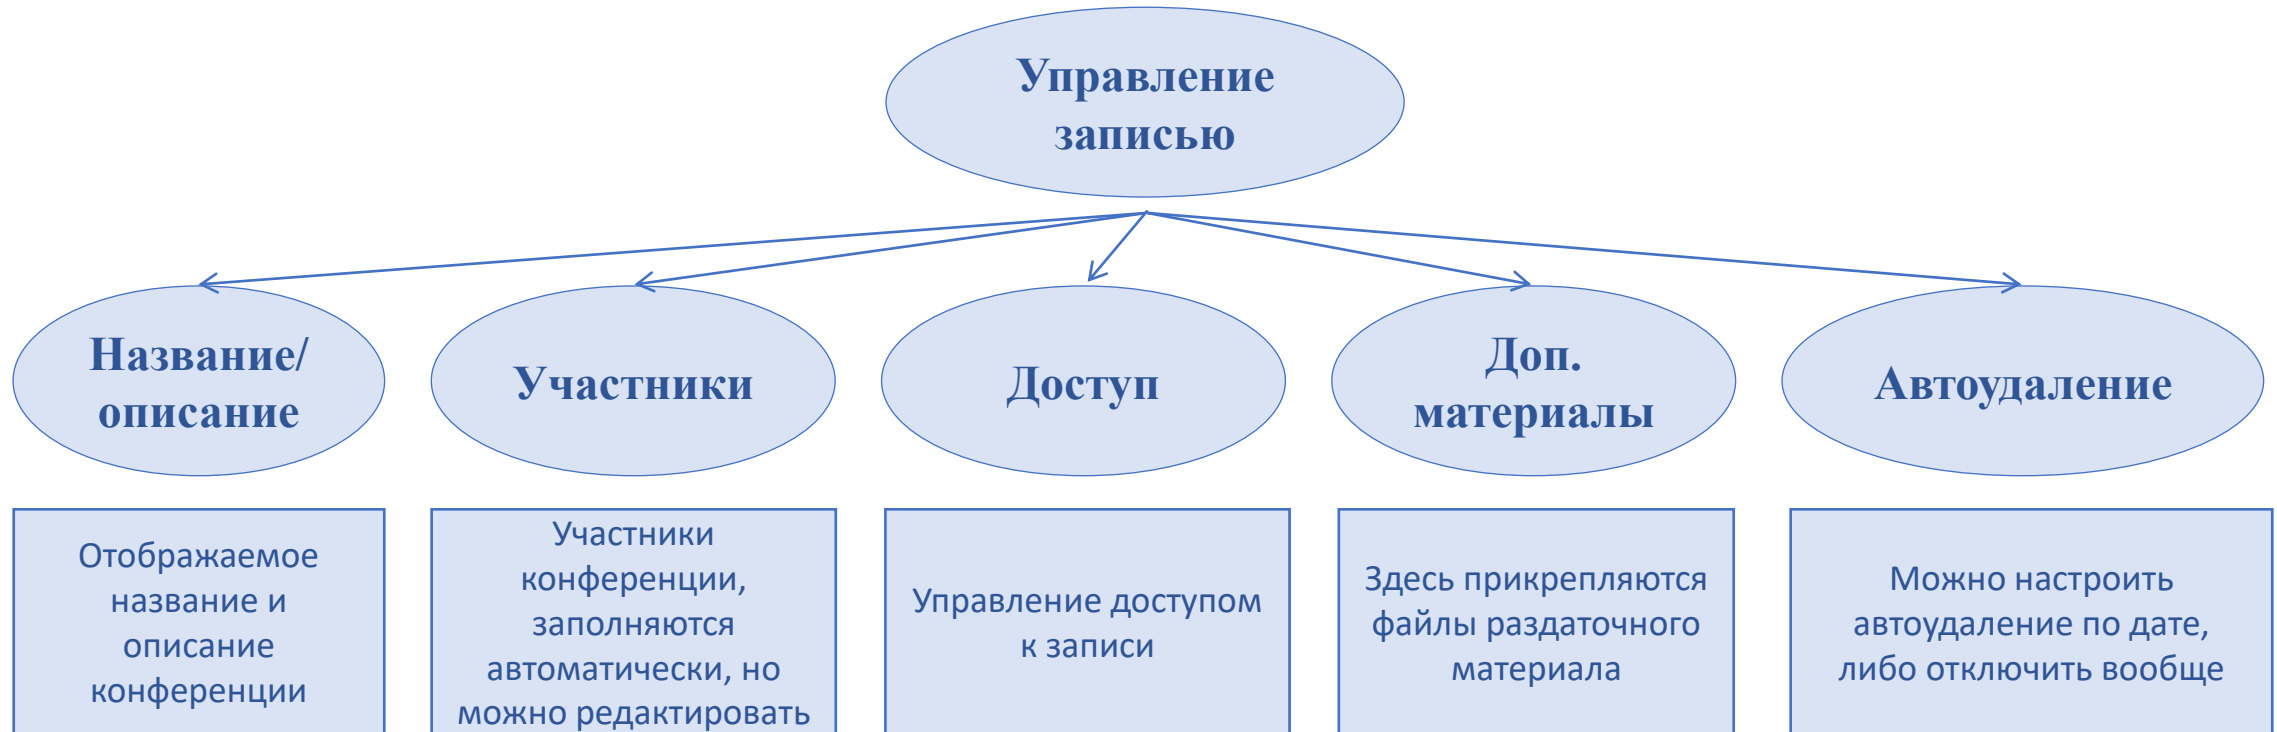 Управление
записью
Название/
описание
Участники
Доступ
Доп.
материалы
Автоудаление
Отображаемое
название и
описание
конференции
Участники
конференции,
заполняются
автоматически, но
можно редактировать
Управление доступом
к записи
Здесь прикрепляются
файлы раздаточного
материала
Можно настроить
автоудаление по дате,
либо отключить вообще